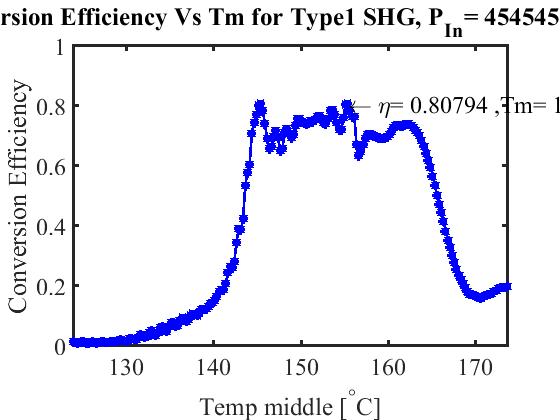 rsion Efficiency Vs Tm for Type1 SHG, P_In= 454545
1
0.8
0.6
0.4
0.2
0
Conversion Efficiency
← η= 0.80794 ,Tm= 1
130 140 150 160 170
Temp middle [°C]